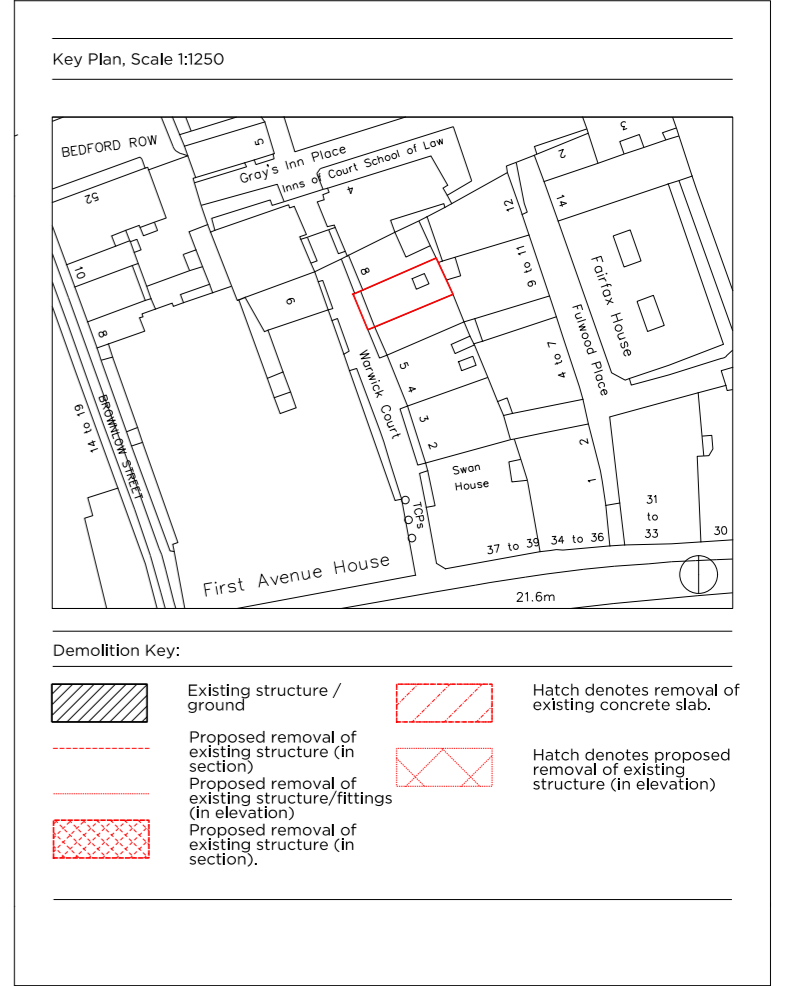 Key Plan, Scale 1:1250
BEDFORD ROW
5
Gray's Inn Place
Inns of Court School of Law
4
3
2
52
12
14
10
8
9 to 11
Fairfax House
6
8
Fulwood Place
Warwick Court
5
4
4 to 7
3
2
14 to 19
BROWNLOW STREET
Swan
House
2
1
TCPs
31
to
33
30
37 to 39
34 to 36
First Avenue House
21.6m
Demolition Key:
Existing structure /
ground
Proposed removal of
existing structure (in
section)
Proposed removal of
existing structure/fittings
(in elevation)
Proposed removal of
existing structure (in
section).
Hatch denotes removal of
existing concrete slab.
Hatch denotes proposed
removal of existing
structure (in elevation)